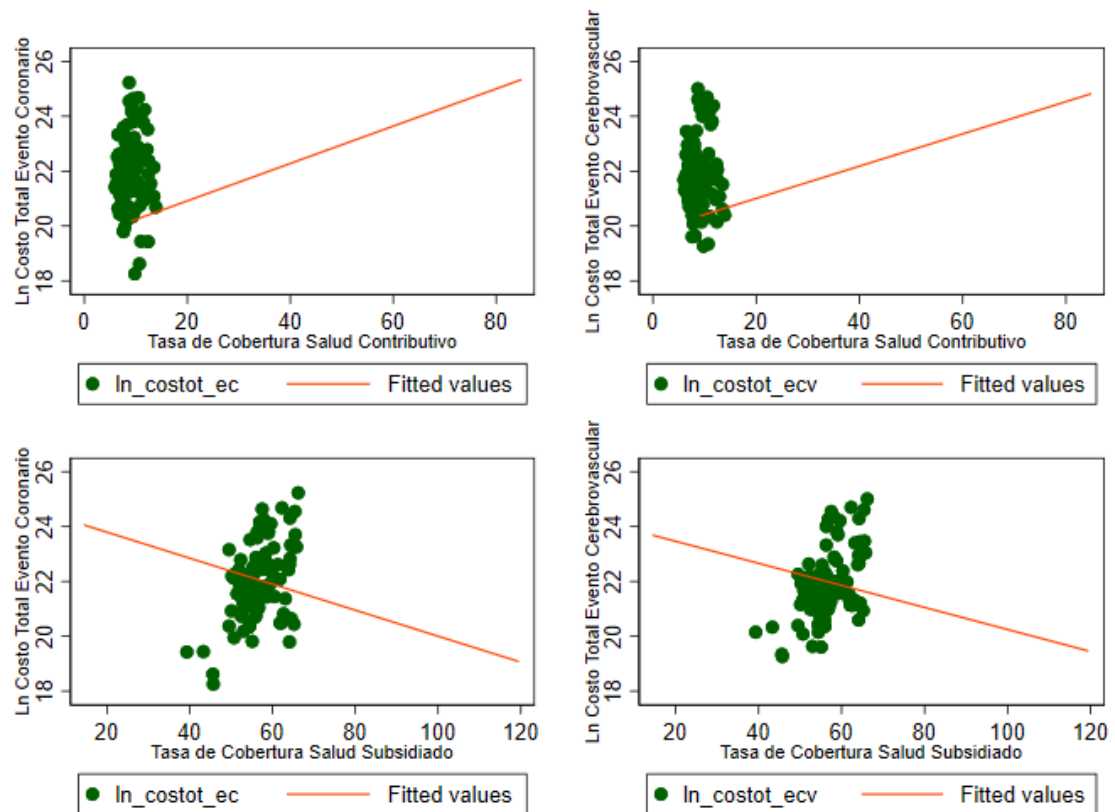 Ln Costo Total Evento Coronario
26
24
22
20
18
0 20 40 60 80
Tasa de Cobertura Salud Contributivo
ln_costot_ec Fitted values
Ln Costo Total Evento Cerebrovascular
26
24
22
20
18
0 20 40 60 80
Tasa de Cobertura Salud Contributivo
ln_costot_ecv Fitted values
Ln Costo Total Evento Coronario
26
24
22
20
18
20 40 60 80 100 120
Tasa de Cobertura Salud Subsidiado
ln_costot_ec Fitted values
Ln Costo Total Evento Cerebrovascular
26
24
22
20
18
20 40 60 80 100 120
Tasa de Cobertura Salud Subsidiado
ln_costot_ecv Fitted values